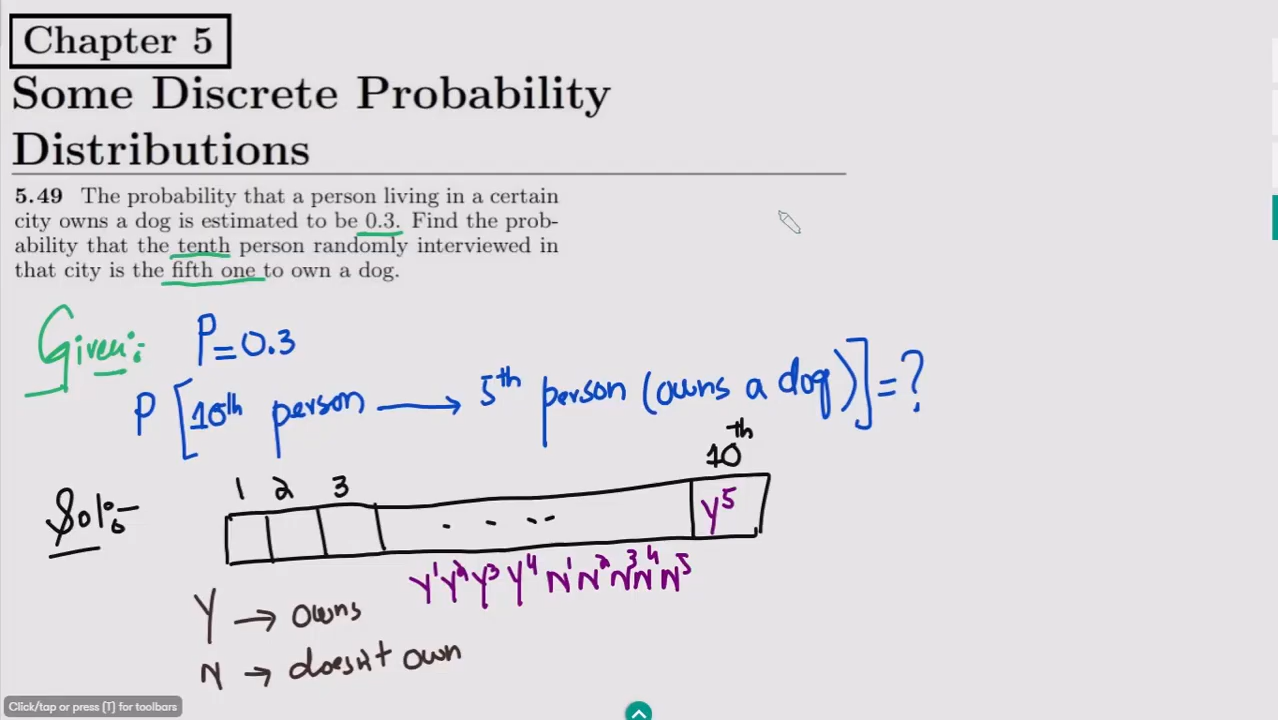 Chapter 5
Some Discrete Probability
Distributions
5.49 The probability that a person living in a certain
city owns a dog is estimated to be 0.3. Find the prob-
ability that the tenth person randomly interviewed in
that city is the fifth one to own a dog.
Given:
P=0.3
P [10th person → 5th person (owns a dog)] = ?
10th
1 2 3
Sol:-
. . . . Y5
Y1 Y2 Y3 Y4 N1 N2 N3 N4 N5
Y → owns
N → doesn't own
Click/tap or press (T) for toolbars